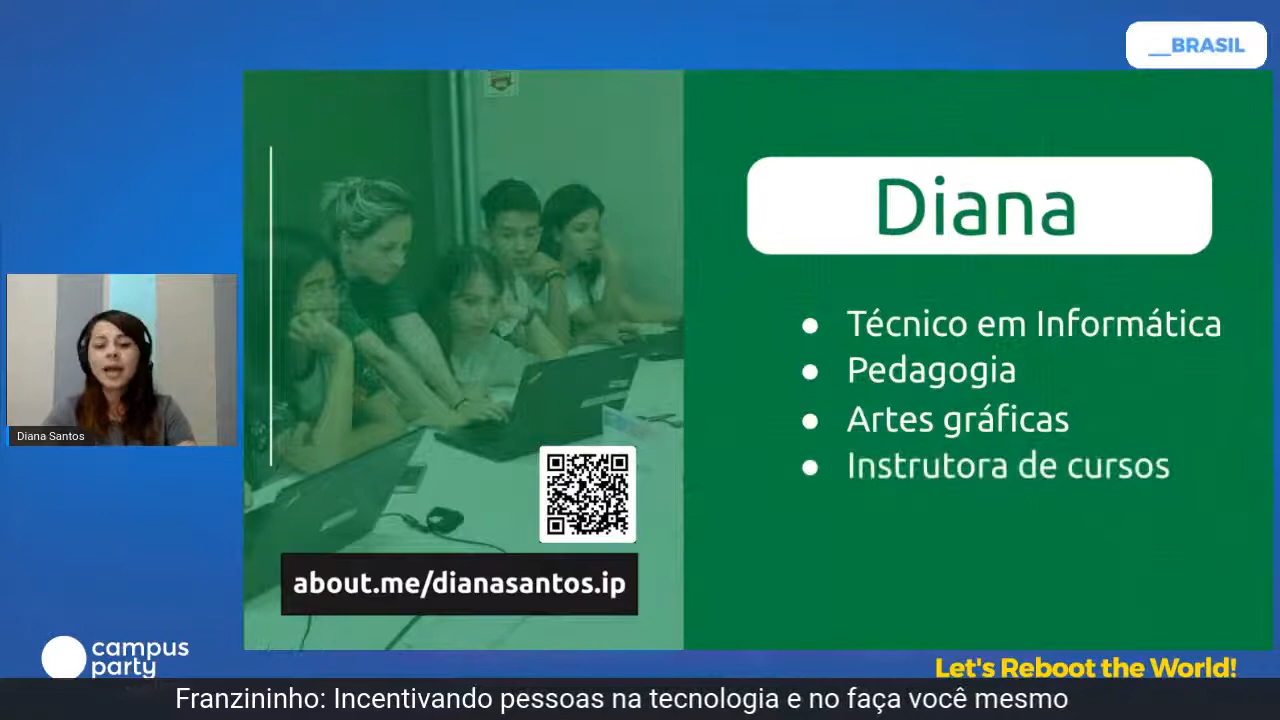 __BRASIL
Diana
Técnico em Informática
Pedagogia
Artes gráficas
Instrutora de cursos
Diana Santos
about.me/dianasantos.ip
campus
party
Let's Reboot the World!
Franzininho: Incentivando pessoas na tecnologia e no faça você mesmo